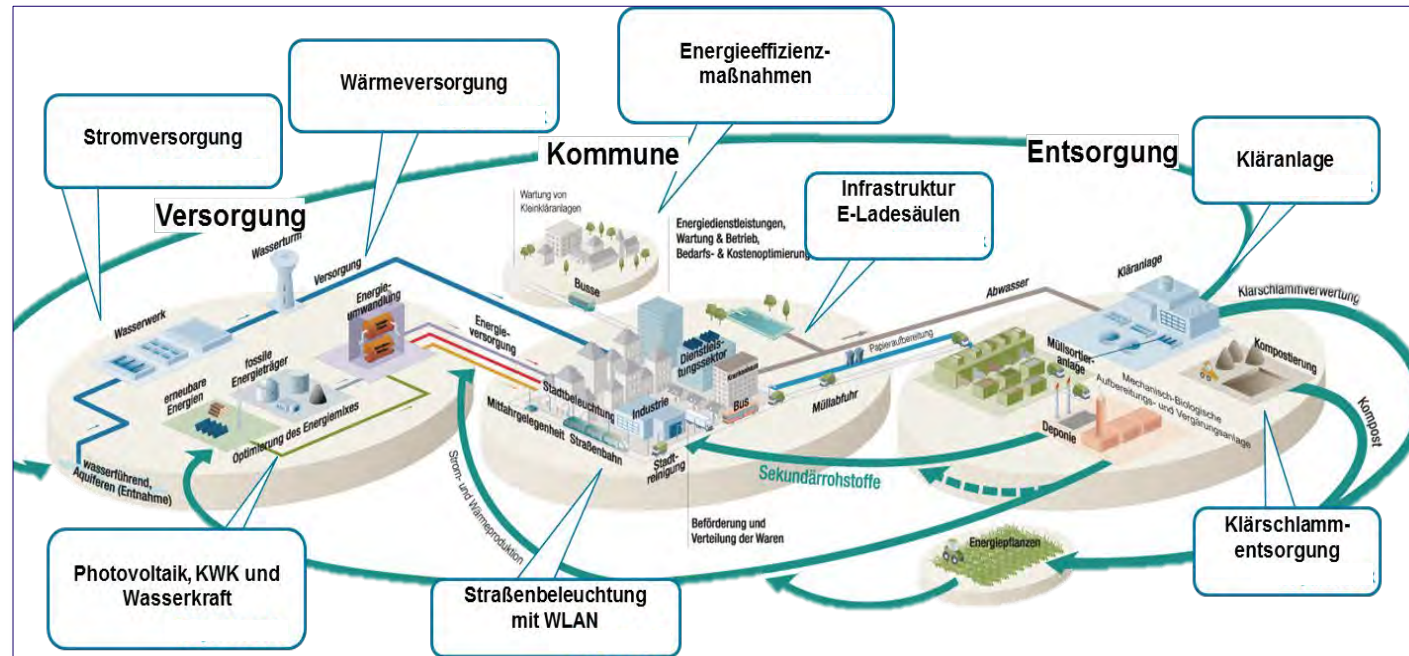 Energieeffizienz-
maßnahmen
Wärmeversorgung
Stromversorgung
Kommune
Entsorgung
Kläranlage
Versorgung
Infrastruktur
E-Ladesäulen
Wartung von
Kleinkläranlagen
Energiedienstleistungen,
Wartung & Betrieb,
Bedarfs- & Kostenoptimierung
Wasserturm
Versorgung
Busse
Kläranlage
Abwasser
Klärschlammverwertung
Wasserwerk
Energie-
umwandlung
Energie-
versorgung
Papieraufbereitung
fossile
Energieträger
erneubare
Energien
Dienstleis-
tungssektor
Krankenhaus
Müllsortier-
anlage
Kompostierung
Stadtbeleuchtung
Industrie
Bus
Müllabfuhr
Mechanisch-Biologische
Aufbereitungs- und Vergärungsanlage
Mitfahrgelegenheit
Straßenbahn
Deponie
Kompost
Optimierung des Energiemixes
Stadt-
reinigung
wasserführend,
Aquiferen (Entnahme)
Sekundärrohstoffe
Strom- und Wärmeproduktion
Beförderung und
Verteilung der Waren
Energiepflanzen
Klärschlamm-
entsorgung
Photovoltaik, KWK und
Wasserkraft
Straßenbeleuchtung
mit WLAN